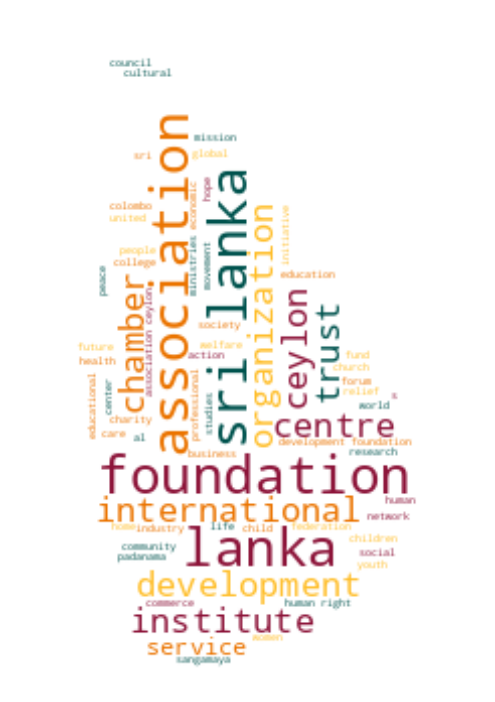 council
cultural
mission
sri
global
association
sri lanka
hope
economic
colombo
united
organization
initiative
people
college
ministries
movement
peace
education
chamber
association ceylon
ceylon
trust
society
future
health
welfare
action
fund
church
educational
center
professional
studies
forum
relief
s
world
charity
care
al
centre
development foundation
business
research
foundation
human
international
network
home
industry
life
child
federation
lanka
children
community
padanama
social
youth
development
commerce
human right
institute
women
service
sangamaya